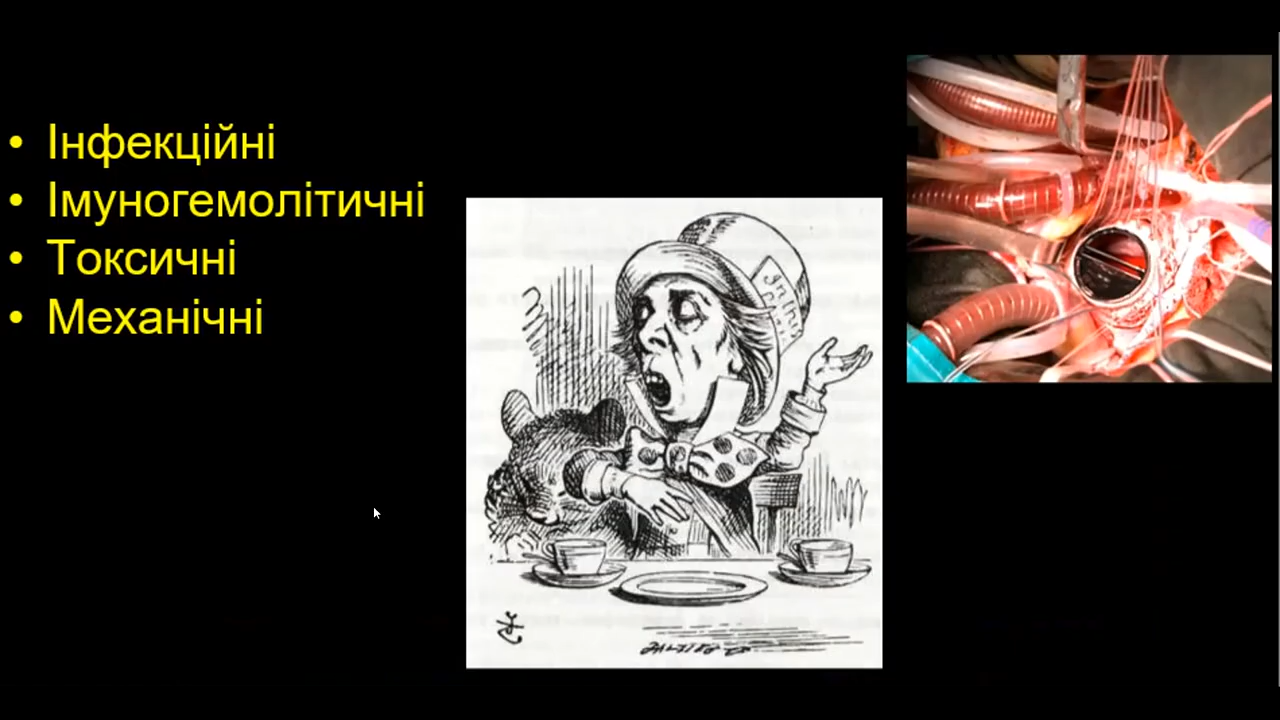 • Інфекційні
• Імуногемолітичні
• Токсичні
• Механічні